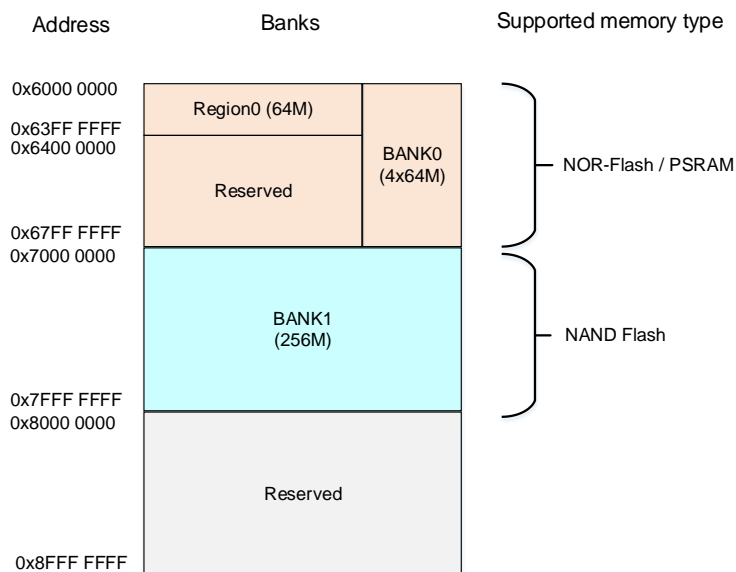 Address Banks Supported memory type
0x6000 0000
Region0 (64M)
0x63FF FFFF
0x6400 0000
BANK0
(4x64M)
NOR-Flash / PSRAM
Reserved
0x67FF FFFF
0x7000 0000
BANK1
(256M)
NAND Flash
0x7FFF FFFF
0x8000 0000
Reserved
0x8FFF FFFF